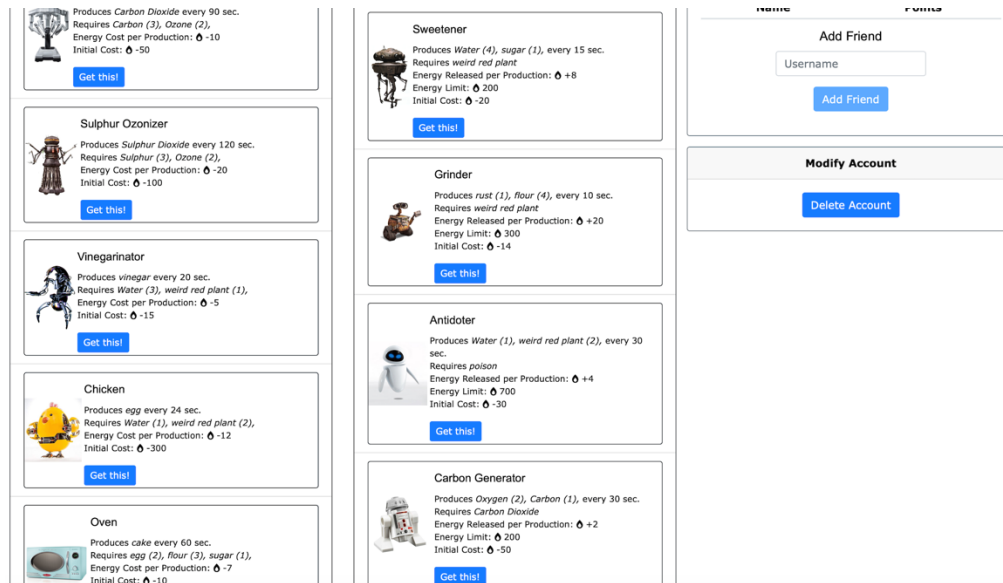 Produces Carbon Dioxide every 90 sec.
Requires Carbon (3), Ozone (2),
Energy Cost per Production: -10
Initial Cost: -50
Get this!
Sulphur Ozonizer
Produces Sulphur Dioxide every 120 sec.
Requires Sulphur (3), Ozone (2),
Energy Cost per Production: -20
Initial Cost: -100
Get this!
Vinegarinator
Produces vinegar every 20 sec.
Requires Water (3), weird red plant (1),
Energy Cost per Production: -5
Initial Cost: -15
Get this!
Chicken
Produces egg every 24 sec.
Requires Water (1), weird red plant (2),
Energy Cost per Production: -12
Initial Cost: -300
Get this!
Oven
Produces cake every 60 sec.
Requires egg (2), flour (3), sugar (1),
Energy Cost per Production: -7
Initial Cost: -10
Sweetener
Produces Water (4), sugar (1), every 15 sec.
Requires weird red plant
Energy Released per Production: +8
Energy Limit: 200
Initial Cost: -20
Get this!
Grinder
Produces rust (1), flour (4), every 10 sec.
Requires weird red plant
Energy Released per Production: +20
Energy Limit: 300
Initial Cost: -14
Get this!
Antidoter
Produces Water (1), weird red plant (2), every 30
sec.
Requires poison
Energy Released per Production: +4
Energy Limit: 700
Initial Cost: -30
Get this!
Carbon Generator
Produces Oxygen (2), Carbon (1), every 30 sec.
Requires Carbon Dioxide
Energy Released per Production: +2
Energy Limit: 200
Initial Cost: -50
Get this!
Name Points
Add Friend
Username
Add Friend
Modify Account
Delete Account